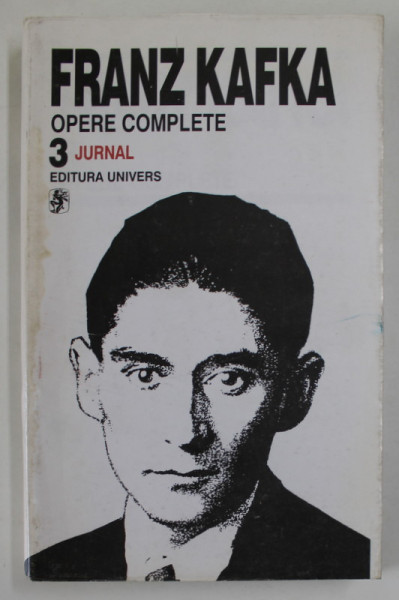 FRANZ KAFKA
OPERE COMPLETE
3 JURNAL
EDITURA UNIVERS